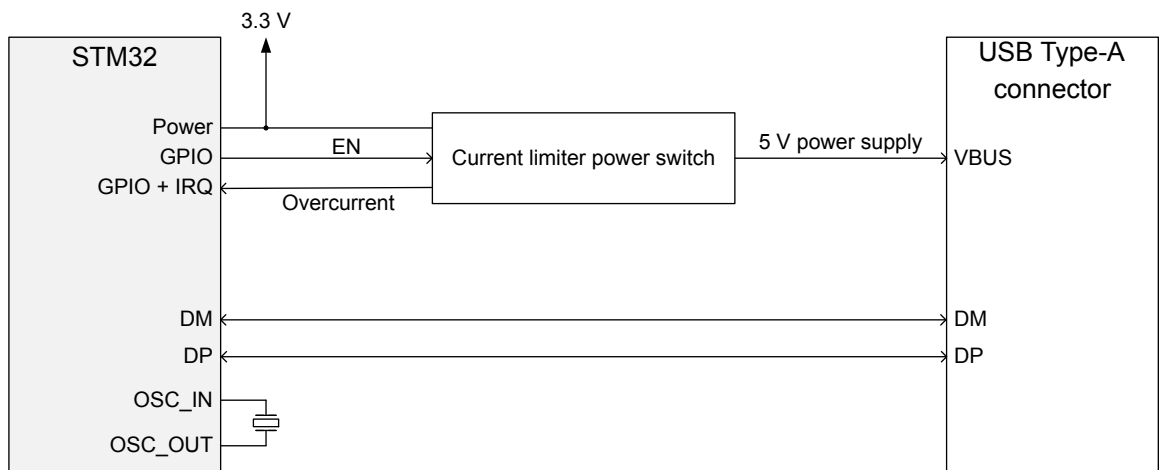 3.3 V
STM32
USB Type-A
connector
Power
GPIO
EN
Current limiter power switch
5 V power supply
VBUS
GPIO + IRQ
Overcurrent
DM
DM
DP
DP
OSC_IN
OSC_OUT